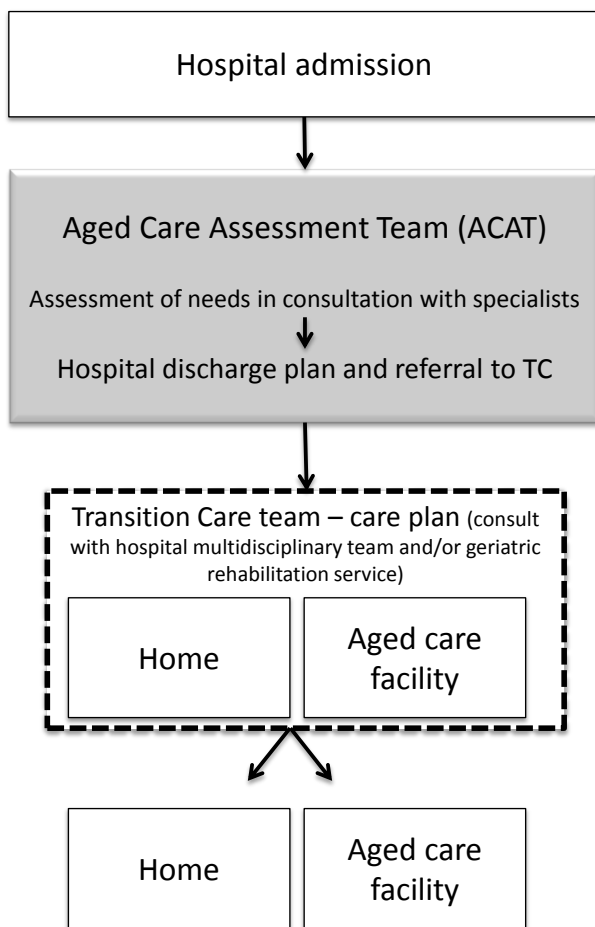 Hospital admission
Aged Care Assessment Team (ACAT)
Assessment of needs in consultation with specialists
Hospital discharge plan and referral to TC
Transition Care team – care plan (consult
with hospital multidisciplinary team and/or geriatric
rehabilitation service)
Home
Aged care
facility
Home
Aged care
facility